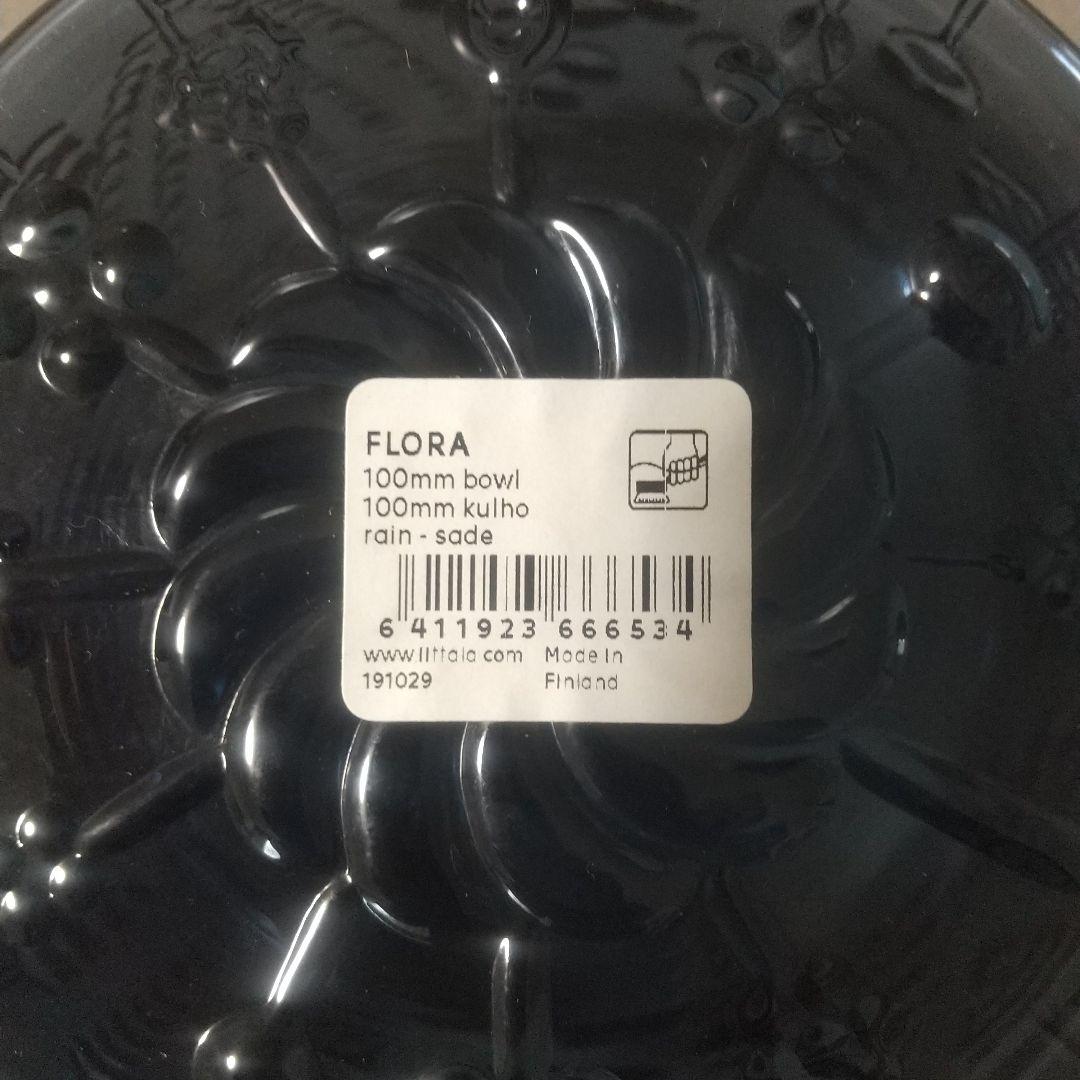 FLORA
100mm bowl
100mm kulho
rain - sade
6 411923 666534
www.iittala.com Made in
191029 Finland